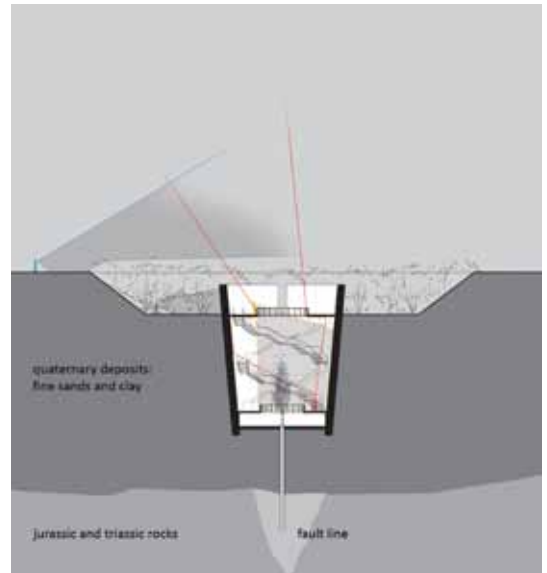 quaternary deposits:
fine sands and clay
jurassic and triassic rocks
fault line